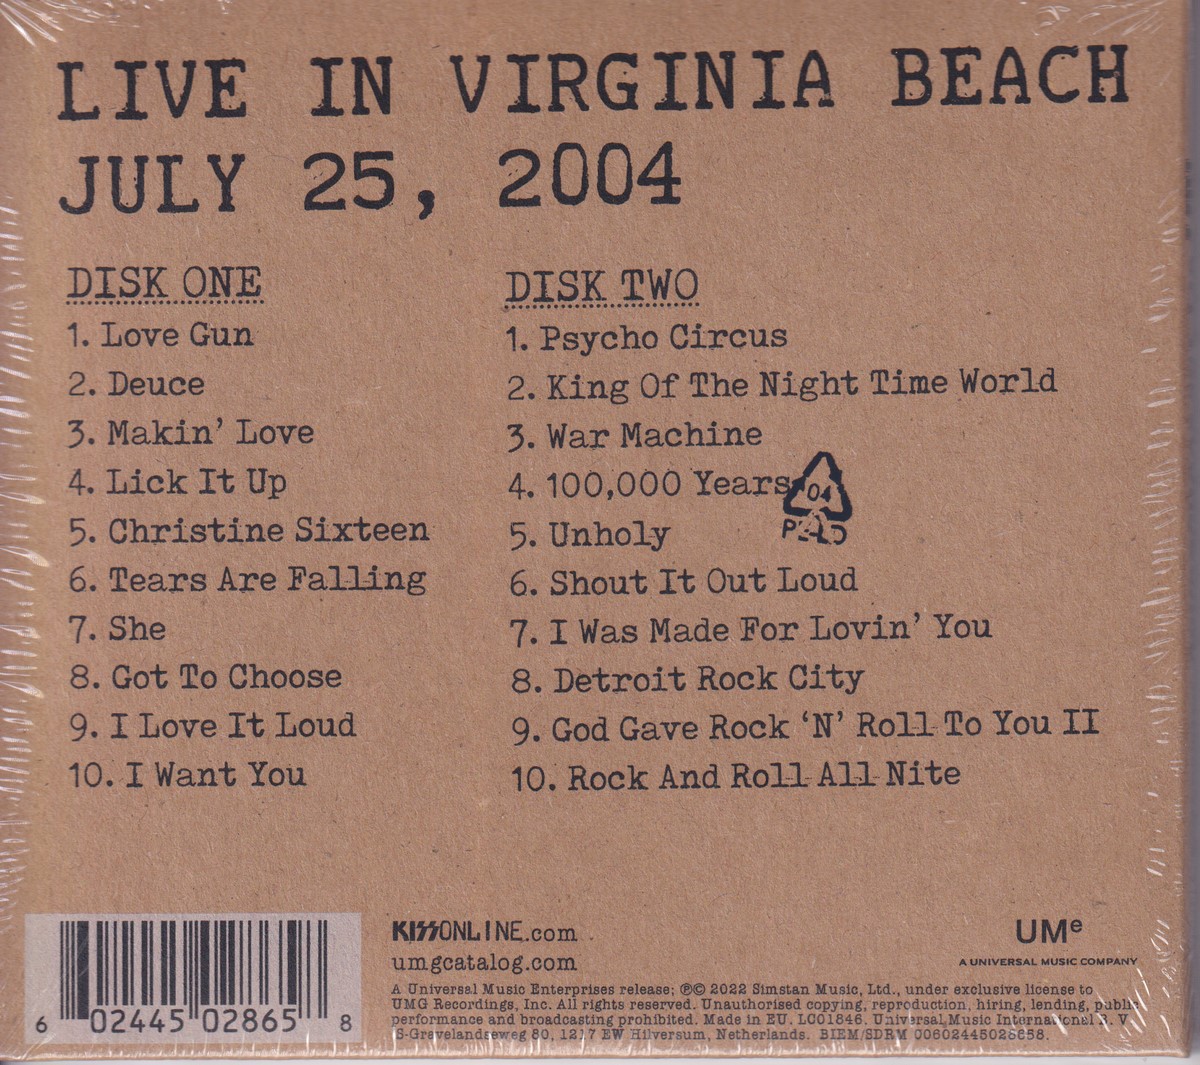 LIVE IN VIRGINIA BEACH
JULY 25, 2004
DISK ONE
1. Love Gun
2. Deuce
3. Makin' Love
4. Lick It Up
5. Christine Sixteen
6. Tears Are Falling
7. She
8. Got To Choose
9. I Love It Loud
10. I Want You
DISK TWO
1. Psycho Circus
2. King Of The Night Time World
3. War Machine
4. 100,000 Years
5. Unholy
6. Shout It Out Loud
7. I Was Made For Lovin' You
8. Detroit Rock City
9. God Gave Rock 'N' Roll To You II
10. Rock And Roll All Nite
04
6 02445 02865 8
KISSONLINE.com
umgcatalog.com
UMe
A UNIVERSAL MUSIC COMPANY
A Universal Music Enterprises release; ℗© 2022 Simstan Music, Ltd., under exclusive license to
UMG Recordings, Inc. All rights reserved. Unauthorised copying, reproduction, hiring, lending, public
performance and broadcasting prohibited. Made in EU. LC01846. Universal Music International B. V
'S-Gravelandseweg 80, 1217 EW Hilversum, Netherlands. BIEM/SDRM 00602445028658.